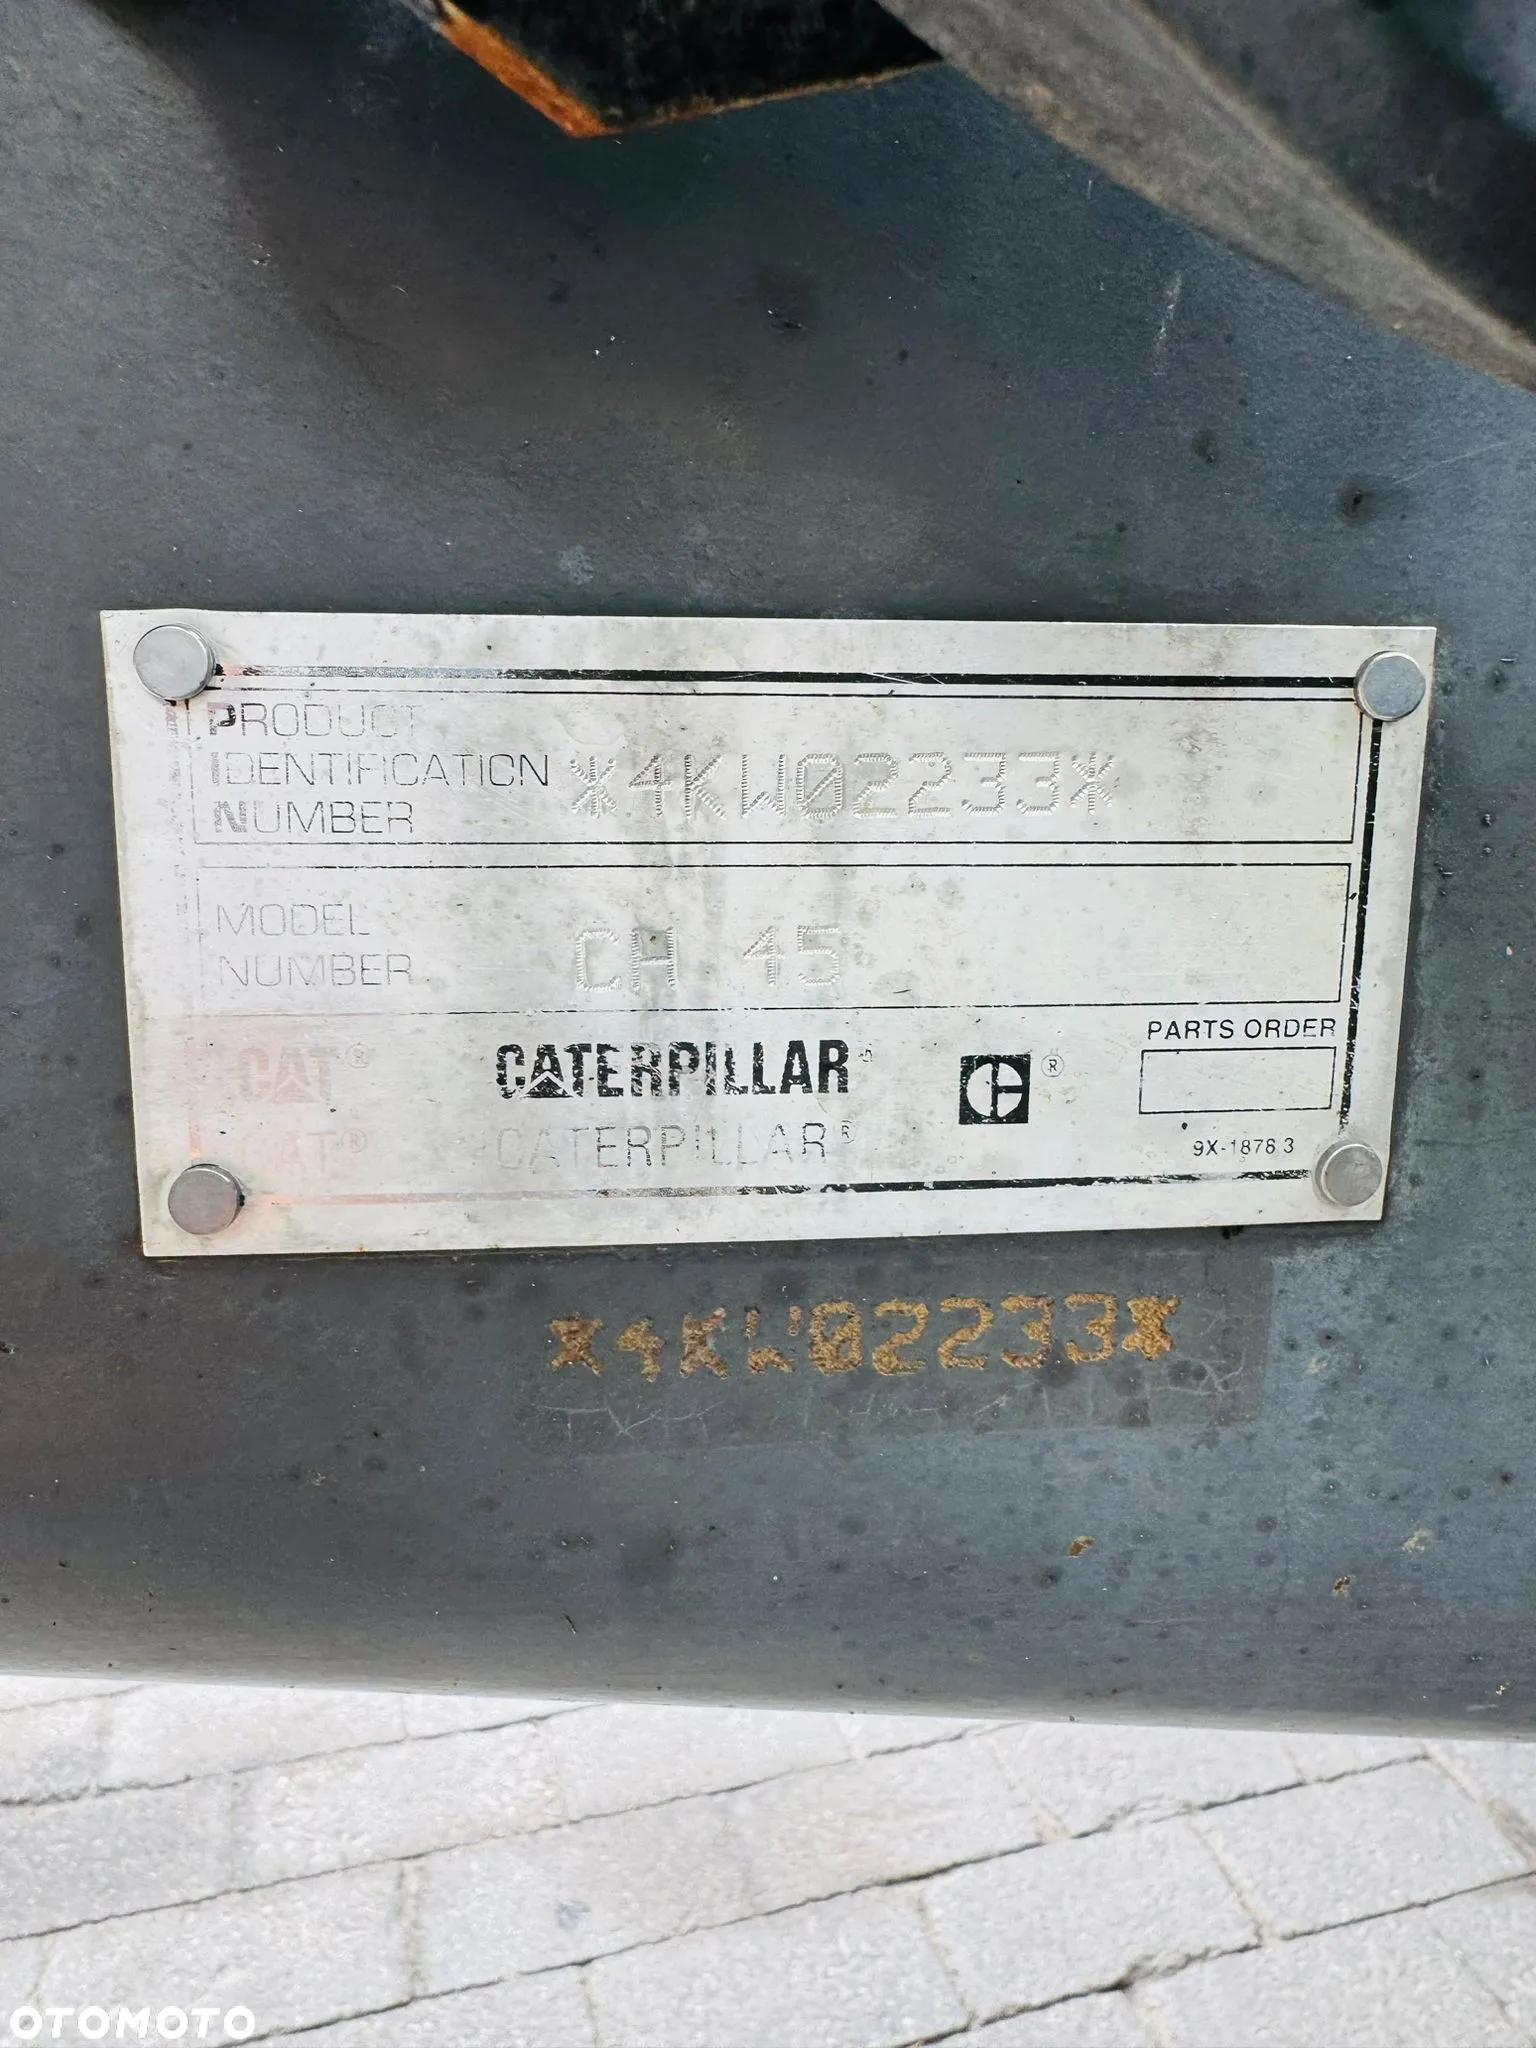 PRODUCT
IDENTIFICATION
NUMBER
*4KW02233*
MODEL
NUMBER
CH 45
CAT®
CATERPILLAR®
®
CAT®
CATERPILLAR®
PARTS ORDER
9X-1878 3
*4KW02233*
OTOMOTO